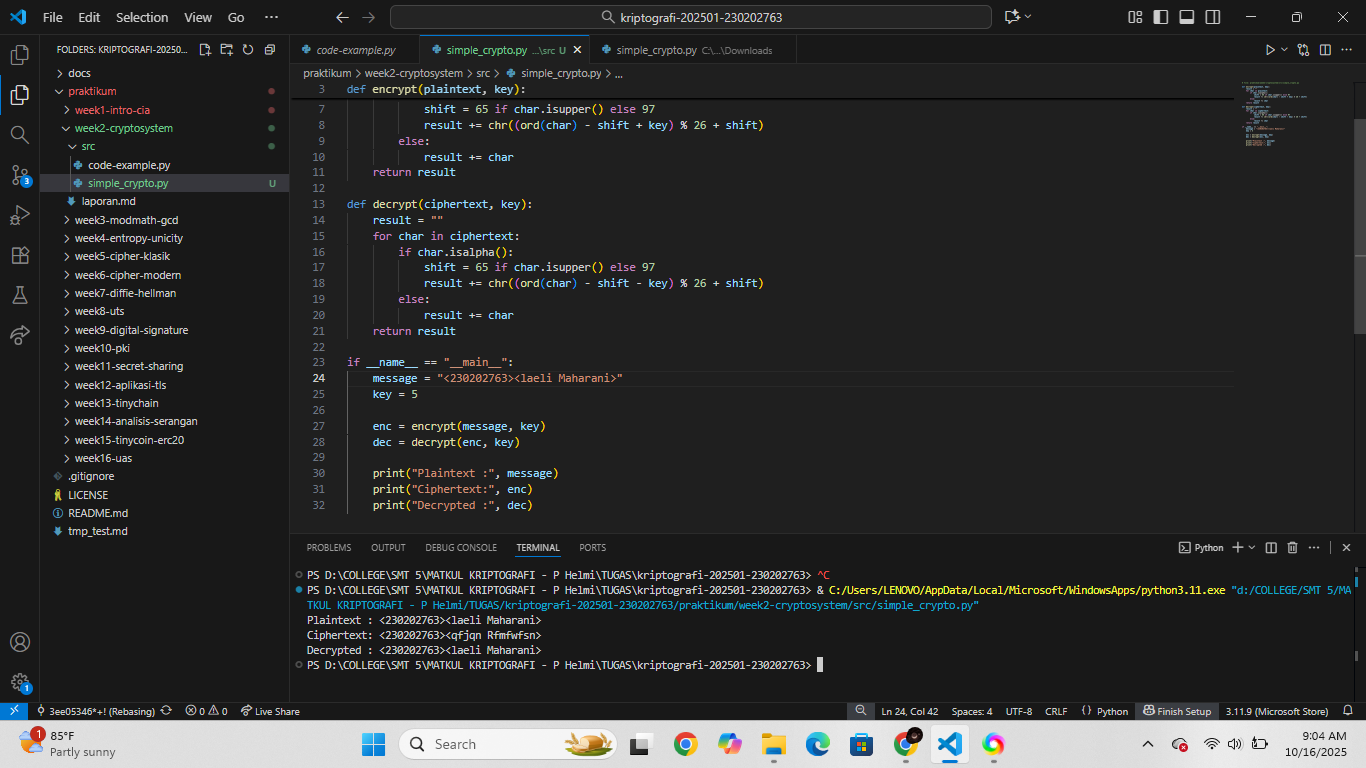 File Edit Selection View Go ··· kriptografi-202501-230202763
FOLDERS: KRIPTOGRAFI-20250...
docs
praktikum
week1-intro-cia
week2-cryptosystem
src
code-example.py
simple_crypto.py U
laporan.md
week3-modmath-gcd
week4-entropy-unicity
week5-cipher-klasik
week6-cipher-modern
week7-diffie-hellman
week8-uts
week9-digital-signature
week10-pki
week11-secret-sharing
week12-aplikasi-tls
week13-tinychain
week14-analisis-serangan
week15-tinycoin-erc20
week16-uas
.gitignore
LICENSE
README.md
tmp_test.md
3
1
code-example.py simple_crypto.py ...\src U simple_crypto.py C:\...\Downloads
praktikum > week2-cryptosystem > src > simple_crypto.py > ...
3 def encrypt(plaintext, key):
7 shift = 65 if char.isupper() else 97
8 result += chr((ord(char) - shift + key) % 26 + shift)
9 else:
10 result += char
11 return result
12
13 def decrypt(ciphertext, key):
14 result = ""
15 for char in ciphertext:
16 if char.isalpha():
17 shift = 65 if char.isupper() else 97
18 result += chr((ord(char) - shift - key) % 26 + shift)
19 else:
20 result += char
21 return result
22
23 if __name__ == "__main__":
24 message = "<230202763><laeli Maharani>"
25 key = 5
26
27 enc = encrypt(message, key)
28 dec = decrypt(enc, key)
29
30 print("Plaintext :", message)
31 print("Ciphertext:", enc)
32 print("Decrypted :", dec)
PROBLEMS OUTPUT DEBUG CONSOLE TERMINAL PORTS Python
PS D:\COLLEGE\SMT 5\MATKUL KRIPTOGRAFI - P Helmi\TUGAS\kriptografi-202501-230202763> ^C
PS D:\COLLEGE\SMT 5\MATKUL KRIPTOGRAFI - P Helmi\TUGAS\kriptografi-202501-230202763> & C:/Users/LENOVO/AppData/Local/Microsoft/WindowsApps/python3.11.exe "d:/COLLEGE/SMT 5/MA
TKUL KRIPTOGRAFI - P Helmi/TUGAS/kriptografi-202501-230202763/praktikum/week2-cryptosystem/src/simple_crypto.py"
Plaintext : <230202763><laeli Maharani>
Ciphertext: <230202763><qfjqn Rfmfwfsn>
Decrypted : <230202763><laeli Maharani>
PS D:\COLLEGE\SMT 5\MATKUL KRIPTOGRAFI - P Helmi\TUGAS\kriptografi-202501-230202763>
3ee05346*+! (Rebasing) 0 0 Live Share Ln 24, Col 42 Spaces: 4 UTF-8 CRLF { } Python Finish Setup 3.11.9 (Microsoft Store)
1 85°F
Partly sunny
Search
9:04 AM
10/16/2025